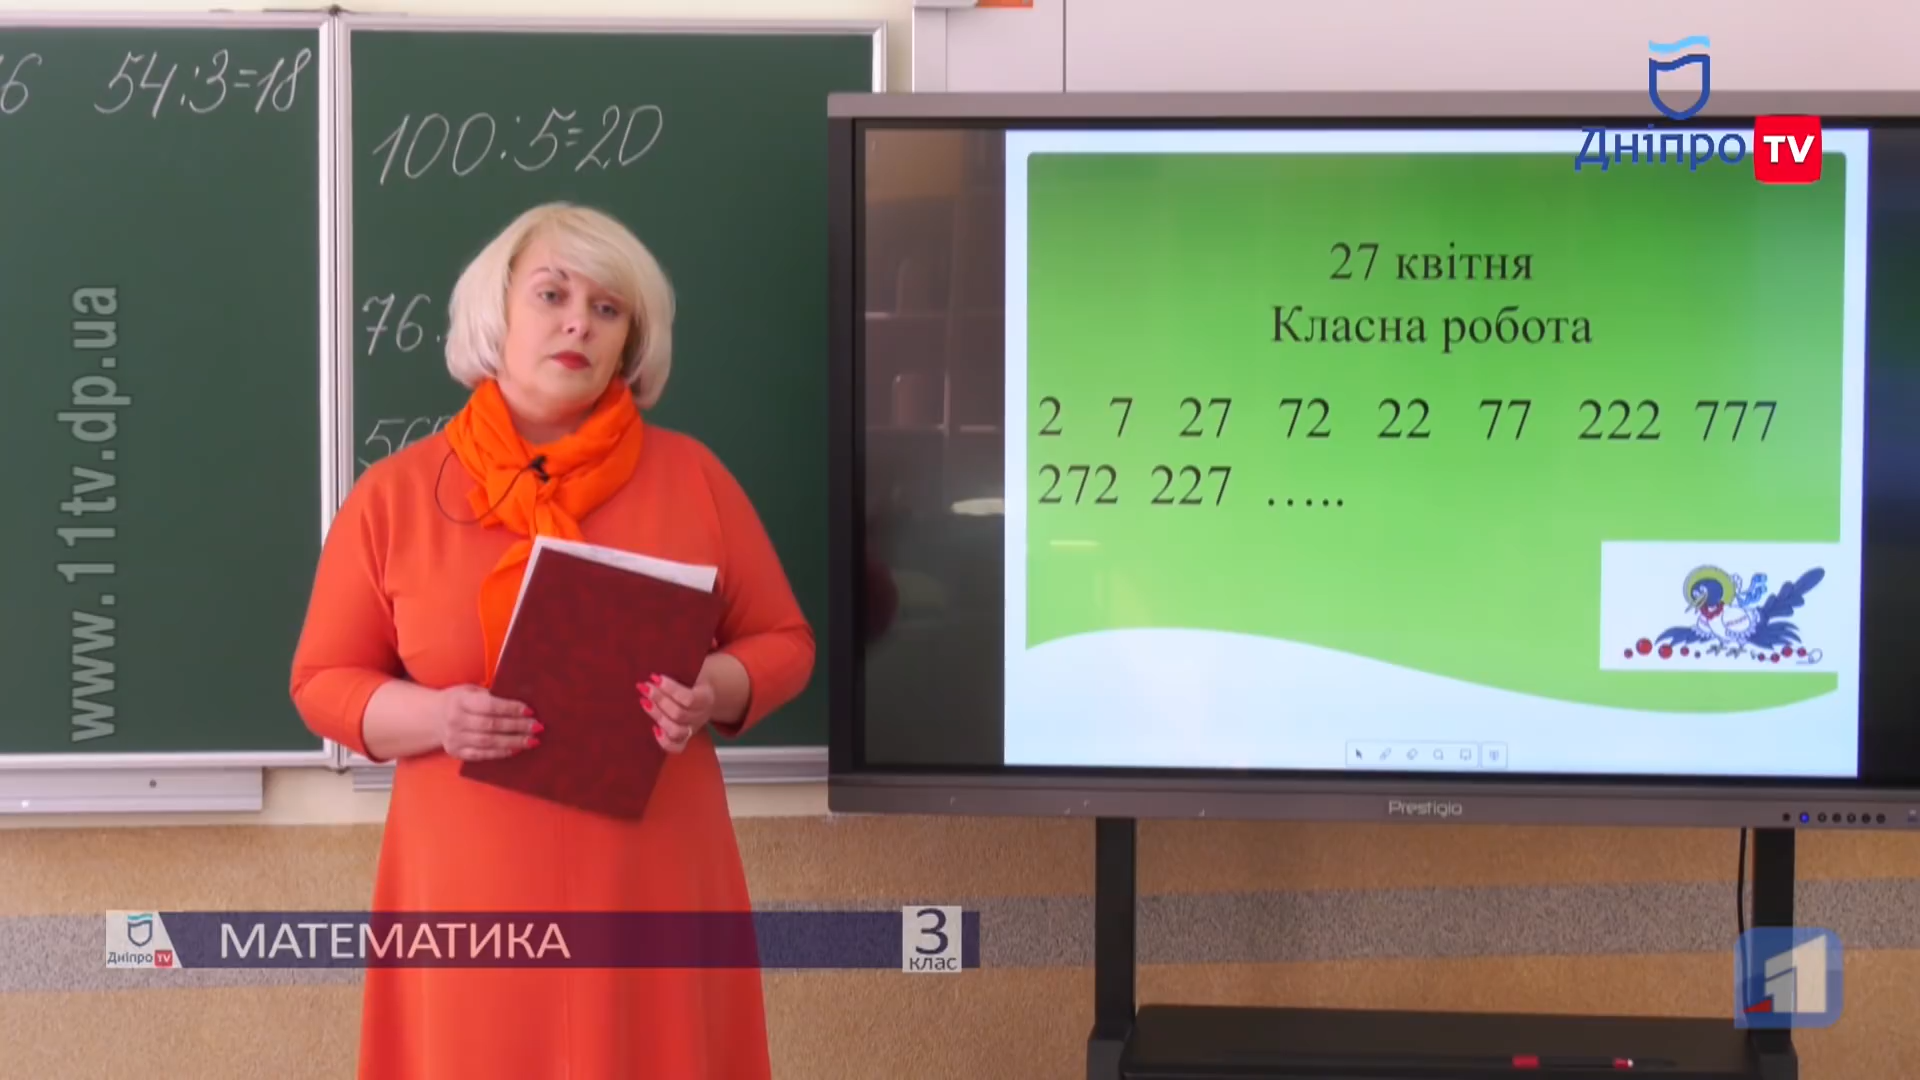 54:3=18
100:5=20
76
www.11tv.dp.ua
Дніпро TV
27 квітня
Класна робота
2 7 27 72 22 77 222 777
272 227 .....
Prestigio
Дніпро TV
МАТЕМАТИКА
3
клас
1